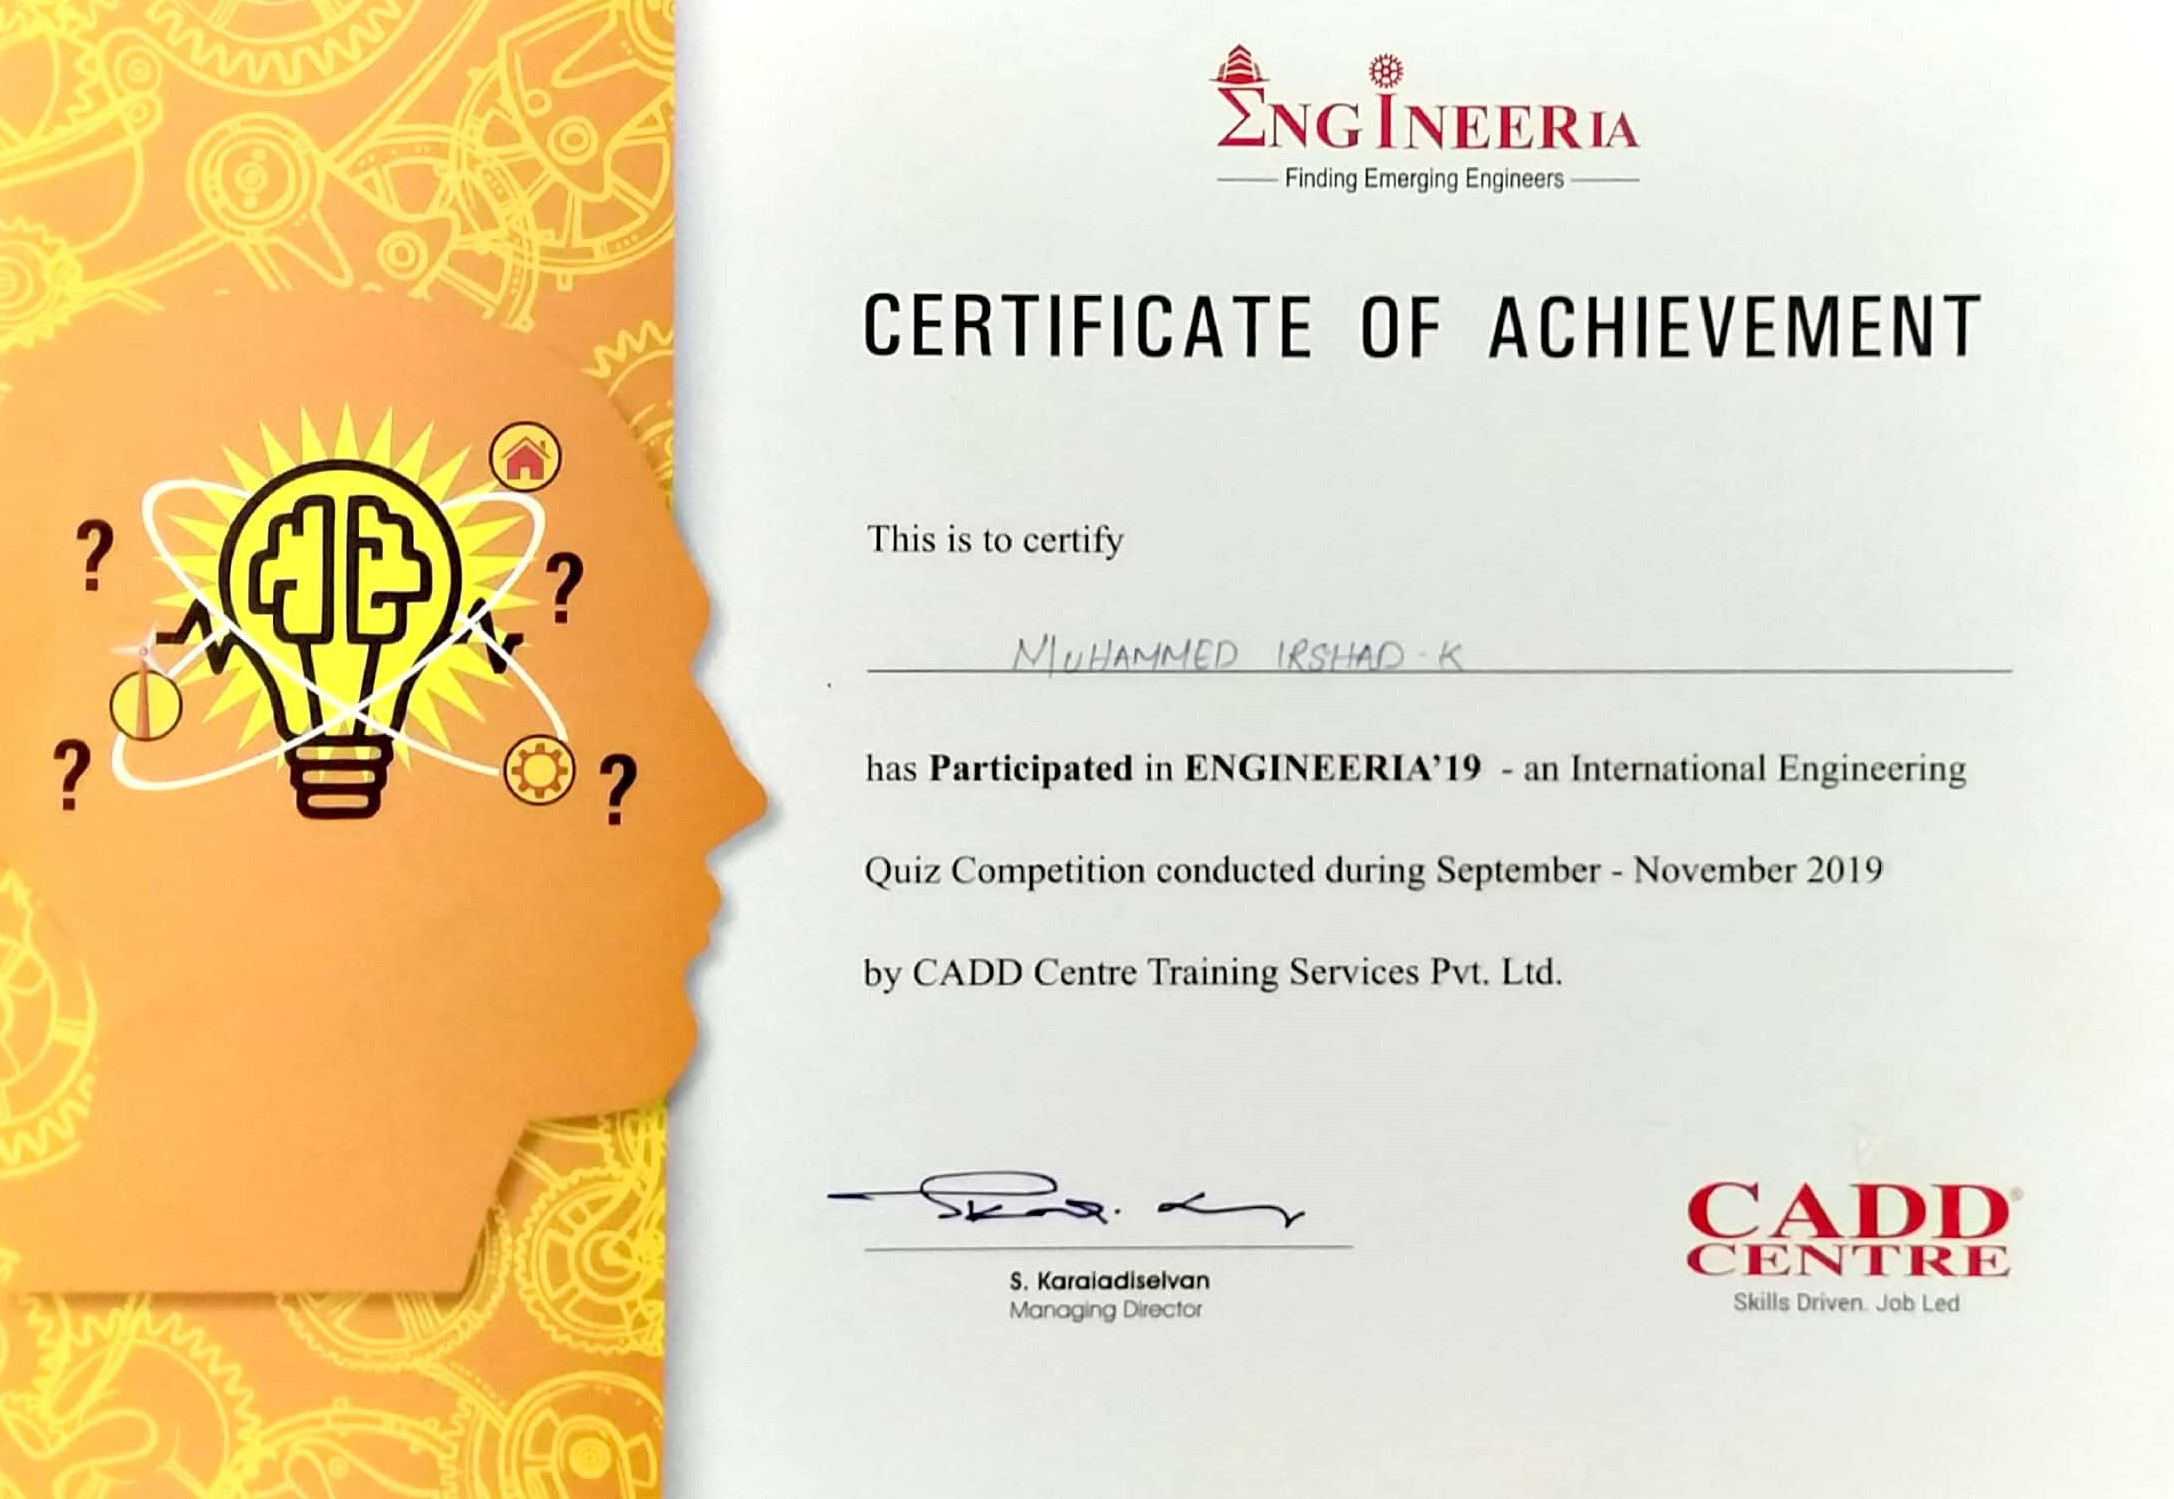 ENGINEERIA
Finding Emerging Engineers
CERTIFICATE OF ACHIEVEMENT
This is to certify
MUHAMMED IRSHAD - K
has Participated in ENGINEERIA’19 - an International Engineering
Quiz Competition conducted during September - November 2019
by CADD Centre Training Services Pvt. Ltd.
S. Karaiadiselvan
Managing Director
CADD®
CENTRE
Skills Driven. Job Led
? ? ? ?